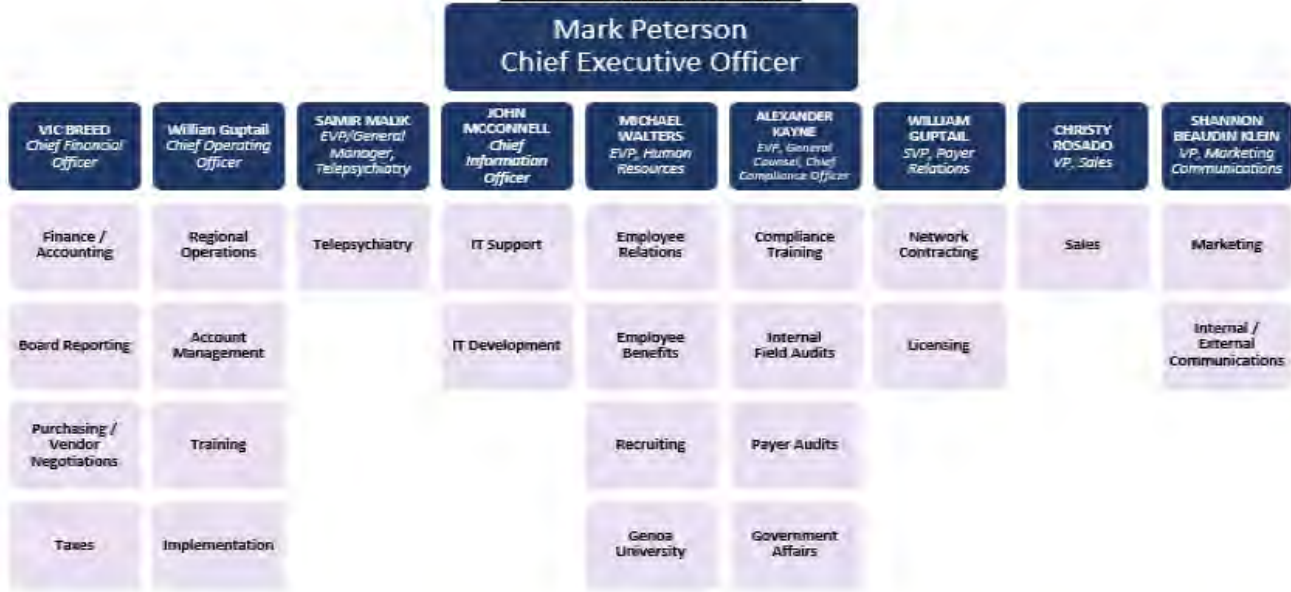 Mark Peterson
Chief Executive Officer
VIC BREED
Chief Financial
Officer
Willian Guptail
Chief Operating
Officer
SAMIR MALIK
EVP/General
Manager,
Telepsychiatry
JOHN
MCCONNELL
Chief
Information
Officer
MICHAEL
WALTERS
EVP, Human
Resources
ALEXANDER
KAYNE
EVP, General
Counsel, Chief
Compliance Officer
WILLIAM
GUPTAIL
SVP, Payer
Relations
CHRISTY
ROSADO
VP, Sales
SHANNON
BEAUDIN KLEIN
VP, Marketing
Communications
Finance /
Accounting
Regional
Operations
Telepsychiatry
IT Support
Employee
Relations
Compliance
Training
Network
Contracting
Sales
Marketing
Board Reporting
Account
Management
IT Development
Employee
Benefits
Internal
Field Audits
Licensing
Internal /
External
Communications
Purchasing /
Vendor
Negotiations
Training
Recruiting
Payer Audits
Taxes
Implementation
Genoa
University
Government
Affairs